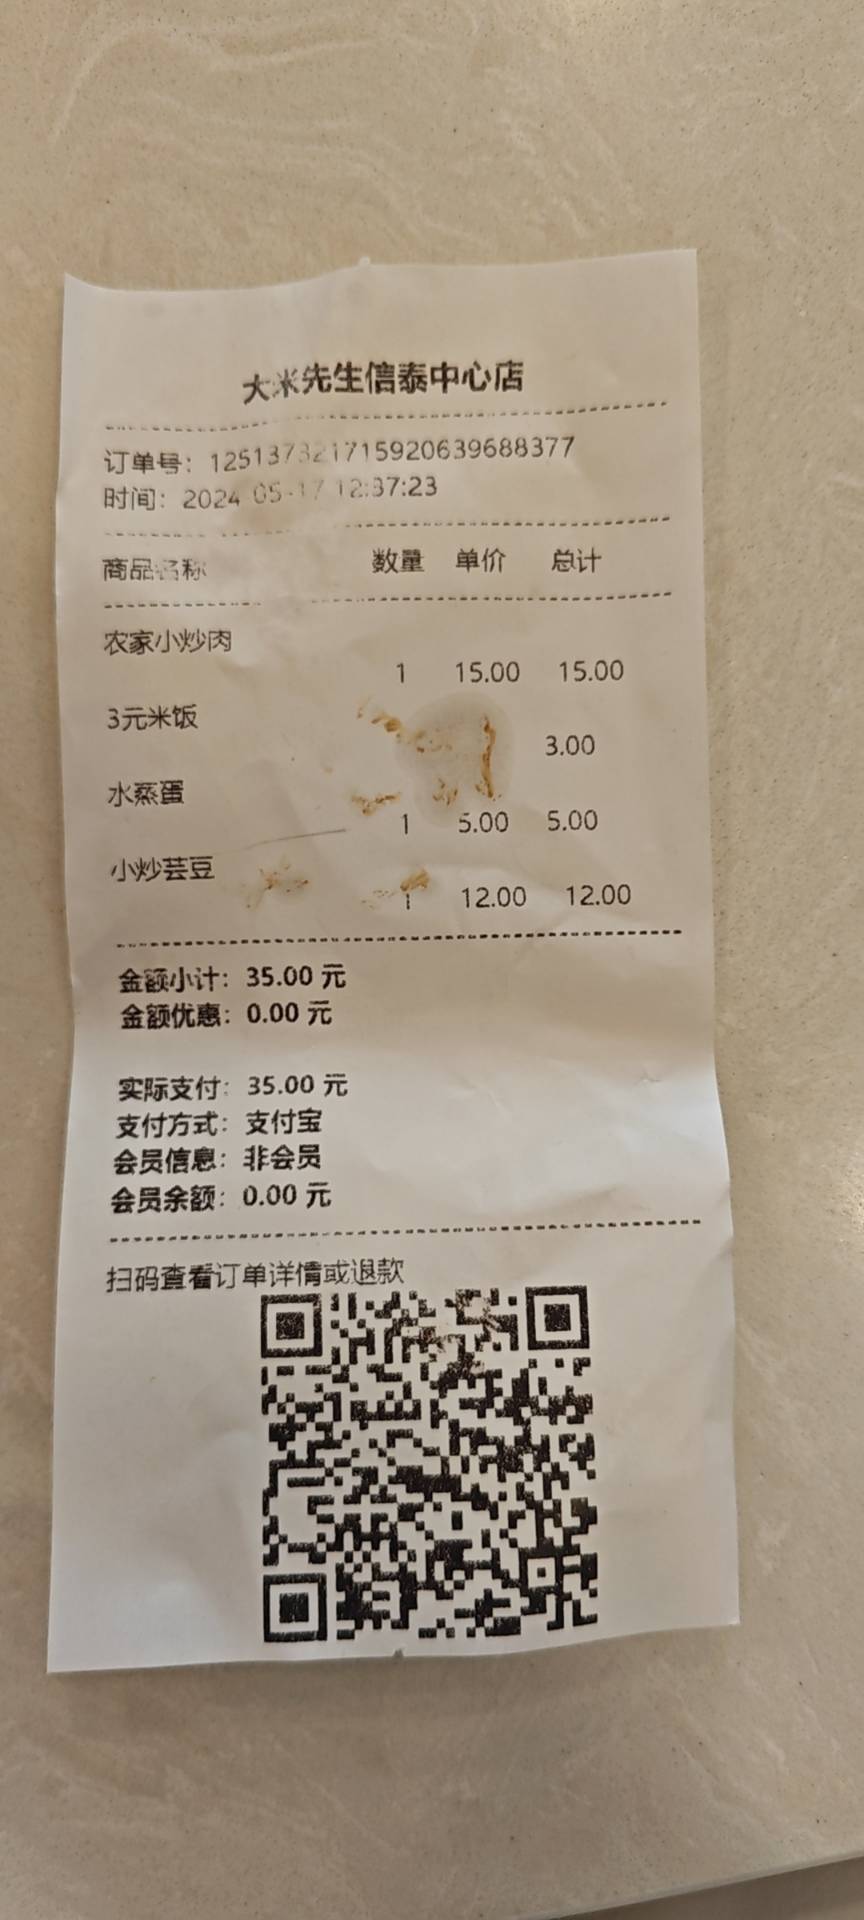 大米先生信泰中心店
订单号：1251373217159206396​88377
时间：2024-05-17 12:37:23
商品名称 数量 单价 总计
农家小炒肉
1 15.00 15.00
3元米饭
3.00
水蒸蛋
1 5.00 5.00
小炒芸豆
1 12.00 12.00
金额小计：35.00 元
金额优惠：0.00 元
实际支付：35.00 元
支付方式：支付宝
会员信息：非会员
会员余额：0.00 元
扫码查看订单详情或退款